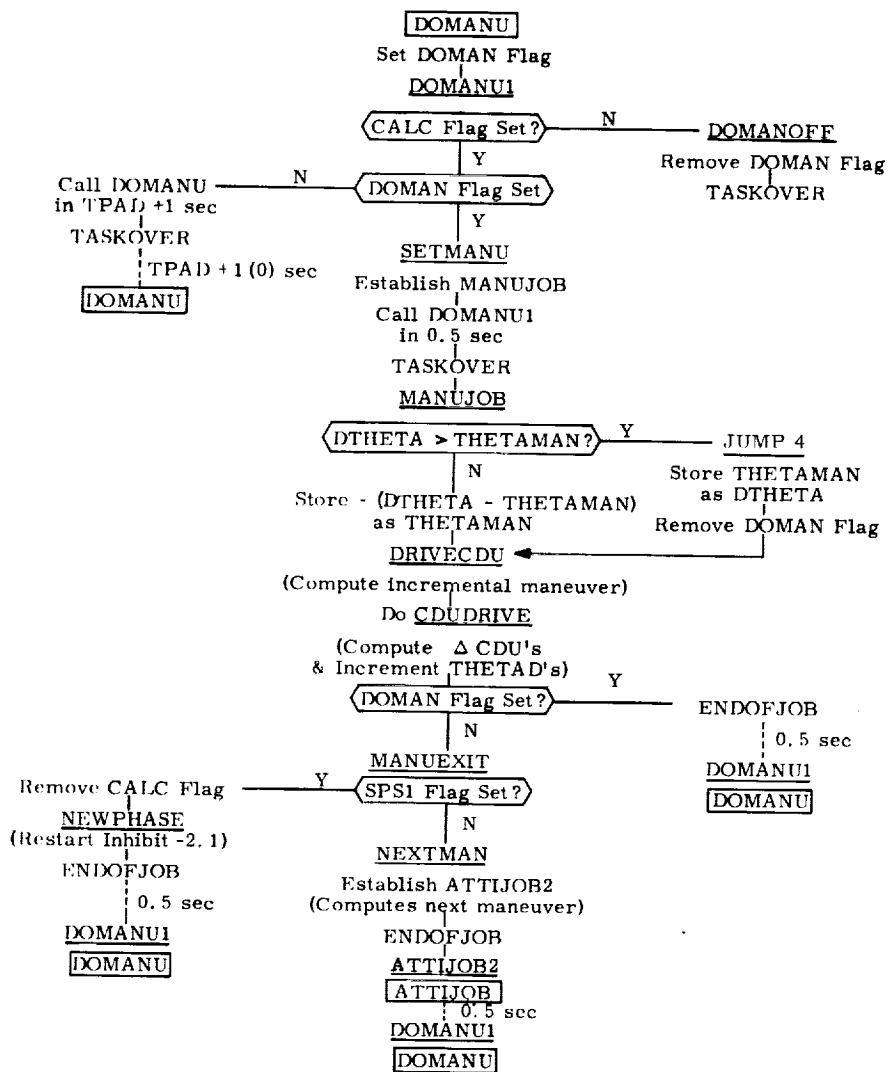 DOMANU
Set DOMAN Flag
DOMANU1
CALC Flag Set?
N
DOMANOFF
Remove DOMAN Flag
TASKOVER
Y
DOMAN Flag Set
N
Call DOMANU
in TPAD +1 sec
TASKOVER
TPAD + 1 (0) sec
DOMANU
Y
SETMANU
Establish MANUJOB
Call DOMANU1
in 0.5 sec
TASKOVER
MANUJOB
DTHETA > THETAMAN?
Y
JUMP 4
Store THETAMAN
as DTHETA
Remove DOMAN Flag
N
Store - (DTHETA - THETAMAN)
as THETAMAN
DRIVECDU
(Compute incremental maneuver)
Do CDUDRIVE
(Compute Δ CDU's
& Increment THETAD's)
DOMAN Flag Set?
Y
ENDOFJOB
0.5 sec
DOMANU1
DOMANU
N
MANUEXIT
SPS1 Flag Set?
Y
Remove CALC Flag
NEWPHASE
(Restart Inhibit -2.1)
ENDOFJOB
0.5 sec
DOMANU1
DOMANU
N
NEXTMAN
Establish ATTIJOB2
(Computes next maneuver)
ENDOFJOB
ATTIJOB2
ATTIJOB
0.5 sec
DOMANU1
DOMANU